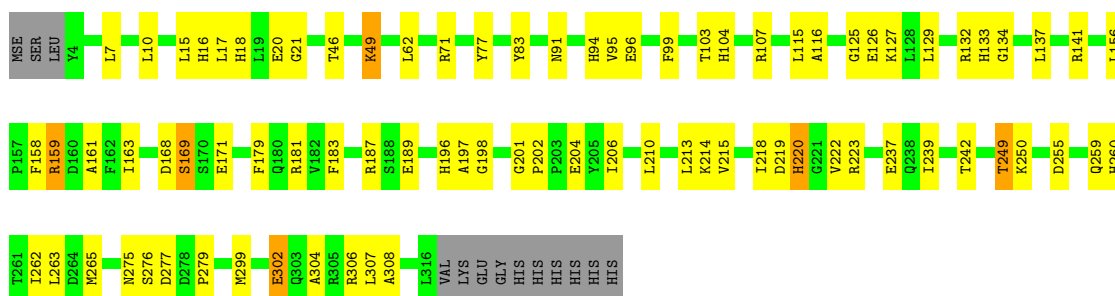 MSE SER LEU Y4 L7 L10 L15 H16 L17 H18 L19 E20 G21 T46 K49 L62 R71 Y77 Y83 N91 H94 V95 E96 F99 T103 H104 R107 L115 A116 G125 E126 K127 L128 L129 R132 H133 G134 L137 R141 L156
P157 F158 R159 D160 A161 F162 I163 D168 S169 S170 E171 F179 Q180 R181 V182 F183 R187 S188 E189 H196 A197 G198 G201 P202 P203 E204 Y205 I206 L210 L213 K214 V215 I218 D219 H220 G221 V222 R223 E237 Q238 I239 T242 T249 K250 D255 Q259 H260
T261 I262 L263 D264 M265 N275 S276 D277 D278 P279 M299 E302 Q303 A304 R305 R306 L307 A308 L316 VAL LYS GLU GLY HIS HIS HIS HIS HIS HIS